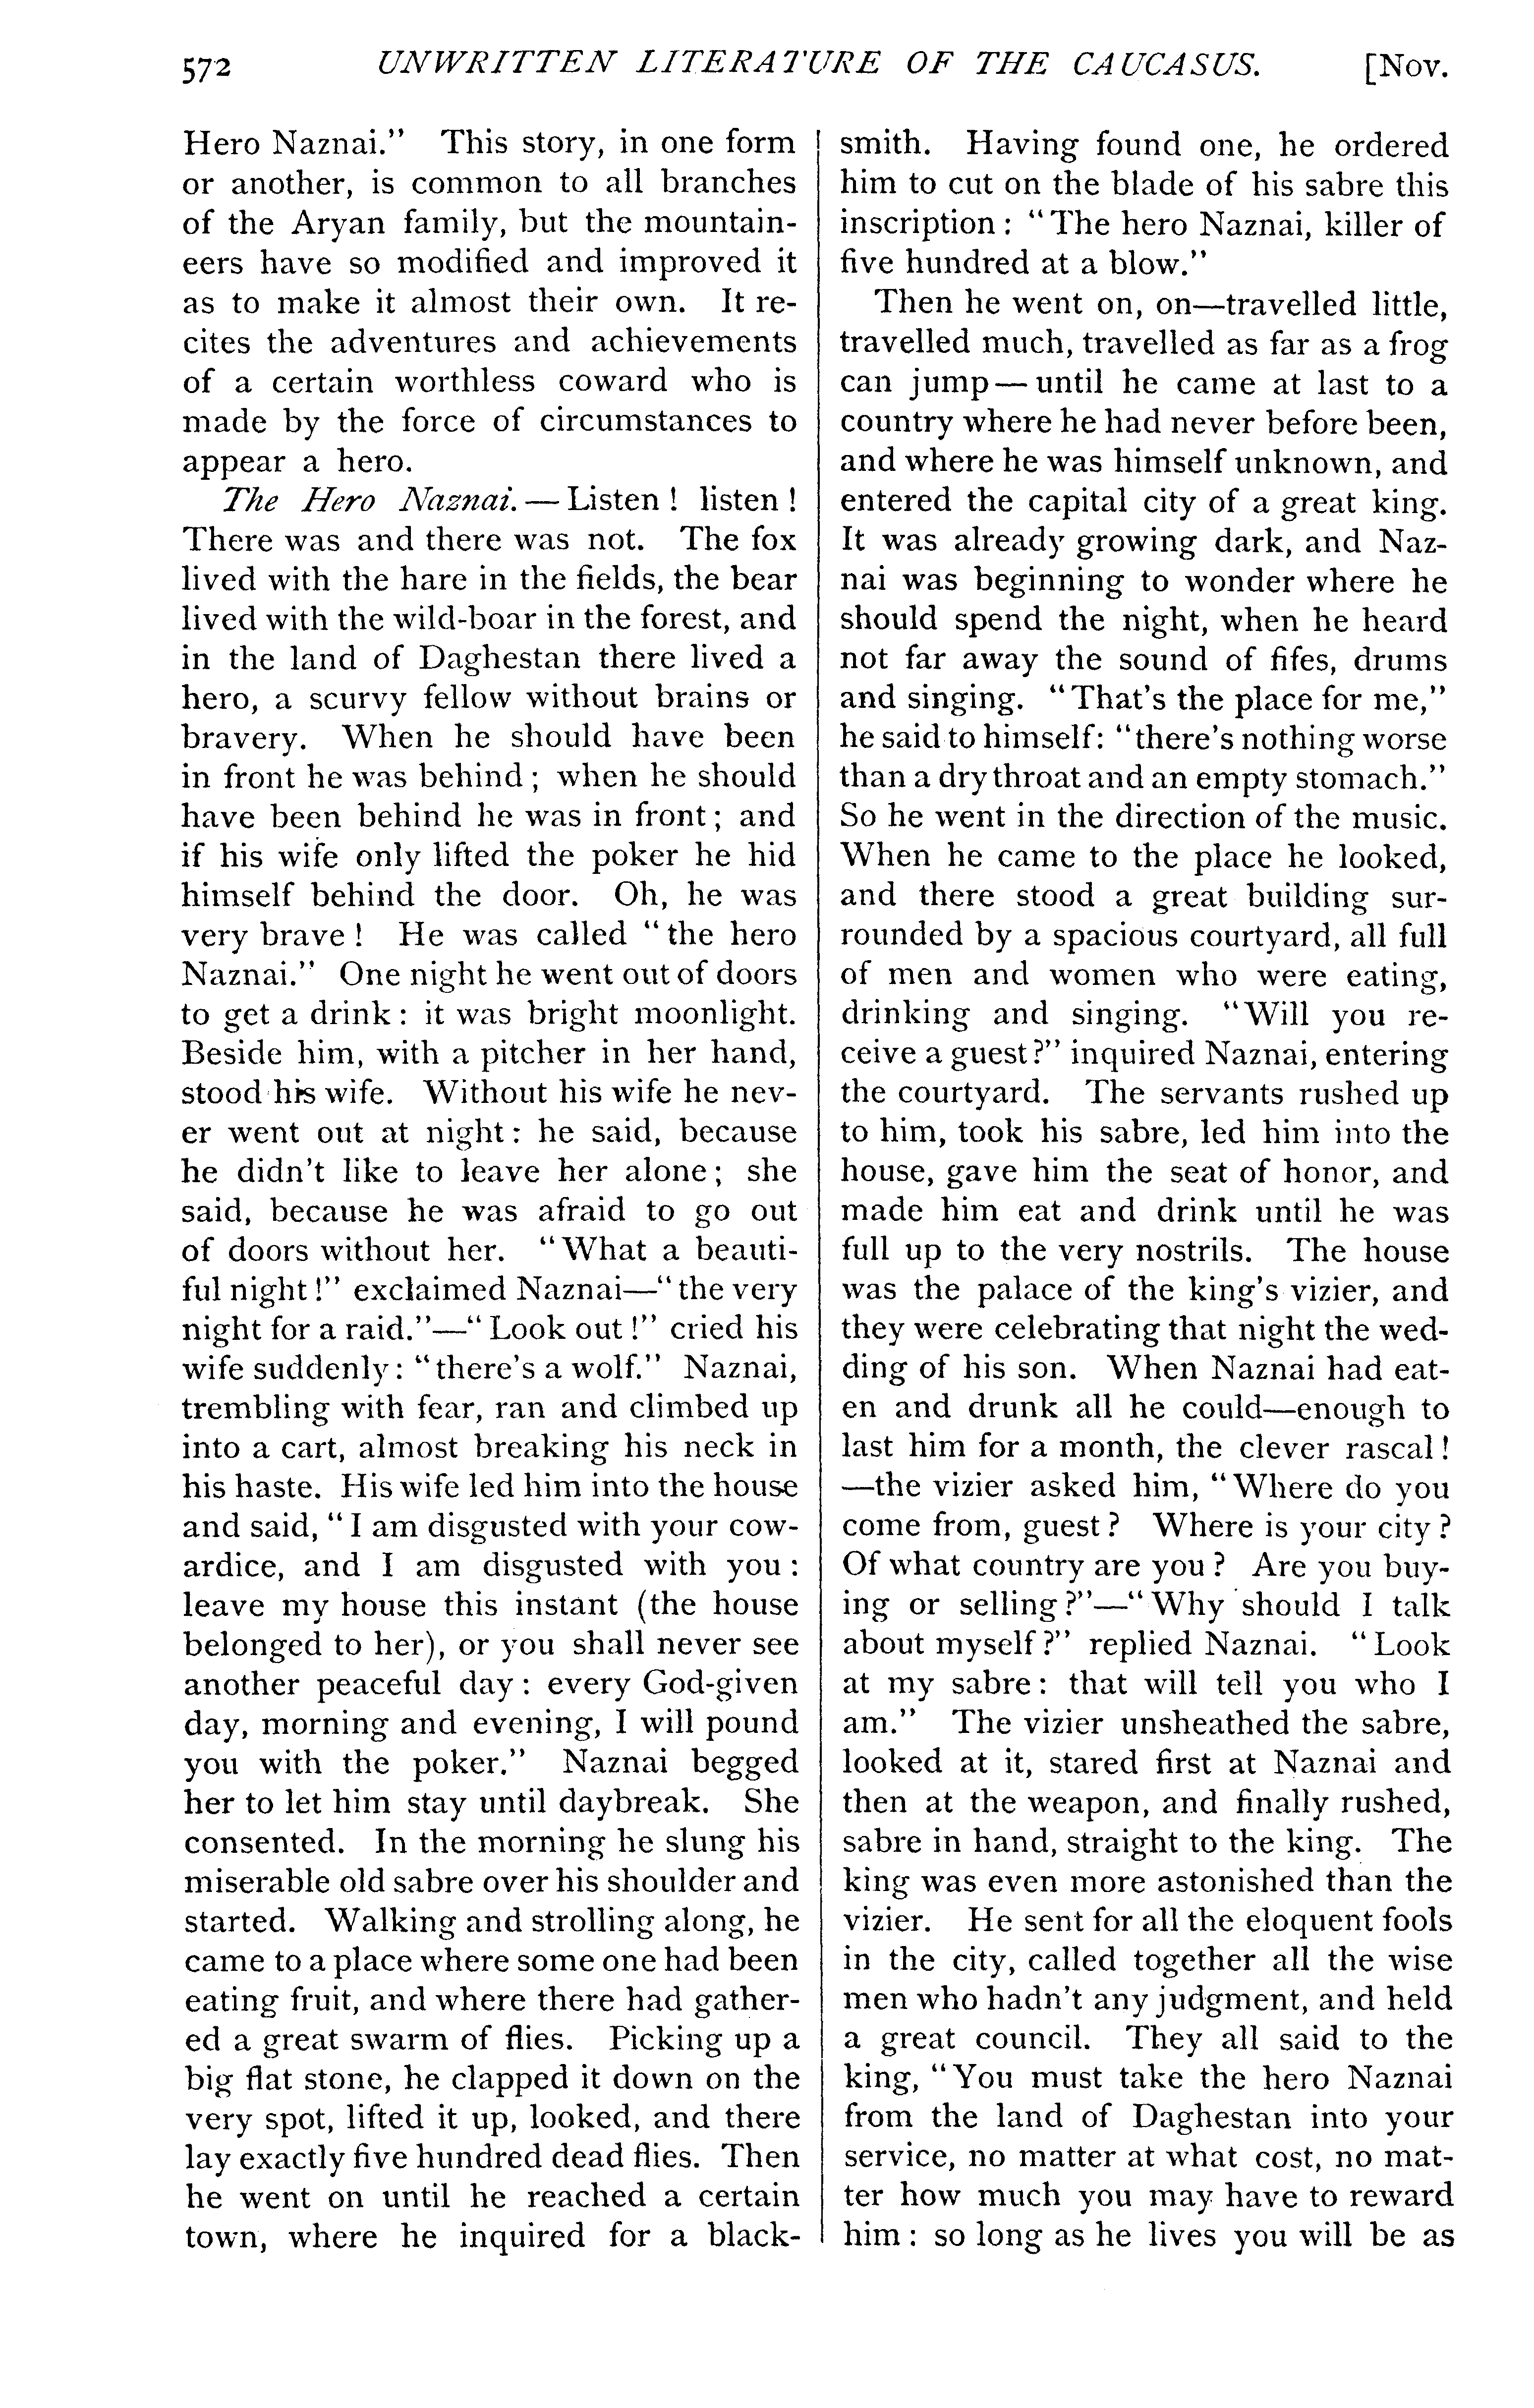 572 UNWRITTEN LITERATURE OF THE CAUCASUS. [Nov.
Hero Naznai." This story, in one form
or another, is common to all branches
of the Aryan family, but the mountain-
eers have so modified and improved it
as to make it almost their own. It re-
cites the adventures and achievements
of a certain worthless coward who is
made by the force of circumstances to
appear a hero.
The Hero Naznai.—Listen! listen!
There was and there was not. The fox
lived with the hare in the fields, the bear
lived with the wild-boar in the forest, and
in the land of Daghestan there lived a
hero, a scurvy fellow without brains or
bravery. When he should have been
in front he was behind; when he should
have been behind he was in front; and
if his wife only lifted the poker he hid
himself behind the door. Oh, he was
very brave! He was called "the hero
Naznai." One night he went out of doors
to get a drink: it was bright moonlight.
Beside him, with a pitcher in her hand,
stood his wife. Without his wife he nev-
er went out at night: he said, because
he didn't like to leave her alone; she
said, because he was afraid to go out
of doors without her. "What a beauti-
ful night!" exclaimed Naznai—"the very
night for a raid."—"Look out!" cried his
wife suddenly: "there's a wolf." Naznai,
trembling with fear, ran and climbed up
into a cart, almost breaking his neck in
his haste. His wife led him into the house
and said, "I am disgusted with your cow-
ardice, and I am disgusted with you:
leave my house this instant (the house
belonged to her), or you shall never see
another peaceful day: every God-given
day, morning and evening, I will pound
you with the poker." Naznai begged
her to let him stay until daybreak. She
consented. In the morning he slung his
miserable old sabre over his shoulder and
started. Walking and strolling along, he
came to a place where some one had been
eating fruit, and where there had gather-
ed a great swarm of flies. Picking up a
big flat stone, he clapped it down on the
very spot, lifted it up, looked, and there
lay exactly five hundred dead flies. Then
he went on until he reached a certain
town, where he inquired for a black-
smith. Having found one, he ordered
him to cut on the blade of his sabre this
inscription: "The hero Naznai, killer of
five hundred at a blow."
Then he went on, on—travelled little,
travelled much, travelled as far as a frog
can jump—until he came at last to a
country where he had never before been,
and where he was himself unknown, and
entered the capital city of a great king.
It was already growing dark, and Naz-
nai was beginning to wonder where he
should spend the night, when he heard
not far away the sound of fifes, drums
and singing. "That's the place for me,"
he said to himself: "there's nothing worse
than a dry throat and an empty stomach."
So he went in the direction of the music.
When he came to the place he looked,
and there stood a great building sur-
rounded by a spacious courtyard, all full
of men and women who were eating,
drinking and singing. "Will you re-
ceive a guest?" inquired Naznai, entering
the courtyard. The servants rushed up
to him, took his sabre, led him into the
house, gave him the seat of honor, and
made him eat and drink until he was
full up to the very nostrils. The house
was the palace of the king's vizier, and
they were celebrating that night the wed-
ding of his son. When Naznai had eat-
en and drunk all he could—enough to
last him for a month, the clever rascal!
—the vizier asked him, "Where do you
come from, guest? Where is your city?
Of what country are you? Are you buy-
ing or selling?"—"Why should I talk
about myself?" replied Naznai. "Look
at my sabre: that will tell you who I
am." The vizier unsheathed the sabre,
looked at it, stared first at Naznai and
then at the weapon, and finally rushed,
sabre in hand, straight to the king. The
king was even more astonished than the
vizier. He sent for all the eloquent fools
in the city, called together all the wise
men who hadn't any judgment, and held
a great council. They all said to the
king, "You must take the hero Naznai
from the land of Daghestan into your
service, no matter at what cost, no mat-
ter how much you may have to reward
him: so long as he lives you will be as